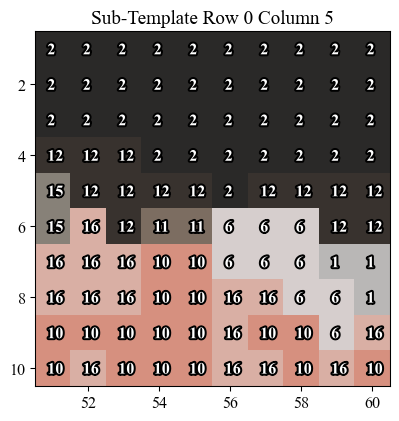 Sub-Template Row 0 Column 5
2 2 2 2 2 2 2 2 2 2
2 2 2 2 2 2 2 2 2 2 2
2 2 2 2 2 2 2 2 2 2
4 12 12 12 2 2 2 2 2 2 2
15 12 12 12 12 2 12 12 12 12
6 15 16 12 11 11 6 6 6 12 12
16 16 16 10 10 6 6 6 1 1
8 16 16 16 10 10 16 16 6 6 1
10 10 10 10 10 16 10 10 6 16
10 10 16 10 10 10 16 16 10 16 10
52 54 56 58 60